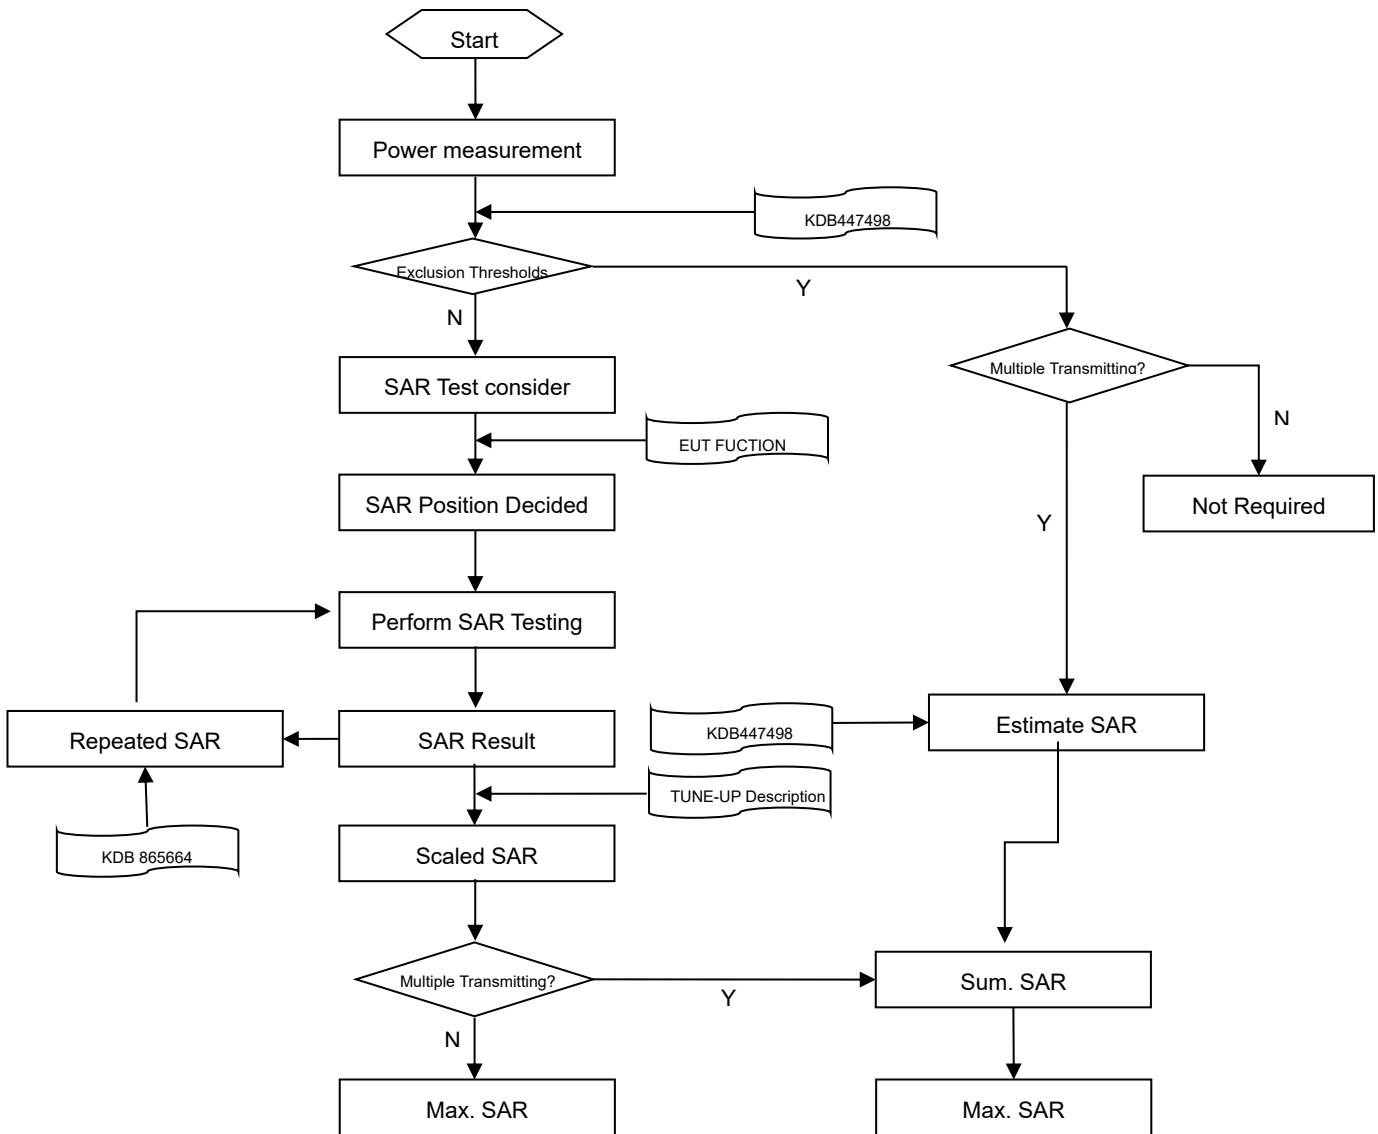 Start
Power measurement
KDB447498
Exclusion Thresholds
Y
N
Multiple Transmitting?
SAR Test consider
N
EUT FUCTION
SAR Position Decided
Not Required
Y
Perform SAR Testing
Repeated SAR
SAR Result
KDB447498
Estimate SAR
TUNE-UP Description
KDB 865664
Scaled SAR
Multiple Transmitting?
Y
Sum. SAR
N
Max. SAR
Max. SAR